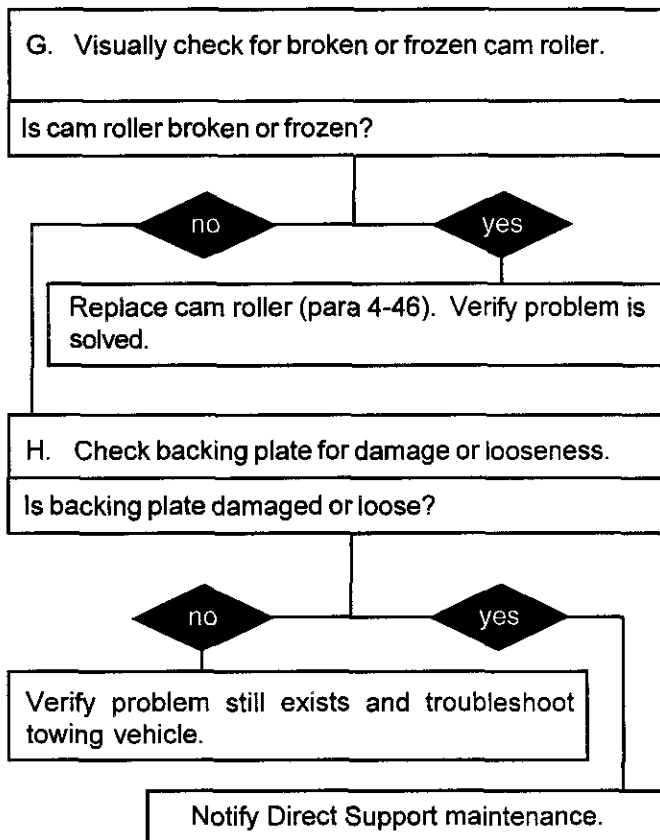 G. Visually check for broken or frozen cam roller.
Is cam roller broken or frozen?
no
yes
Replace cam roller (para 4-46). Verify problem is
solved.
H. Check backing plate for damage or looseness.
Is backing plate damaged or loose?
no
yes
Verify problem still exists and troubleshoot
towing vehicle.
Notify Direct Support maintenance.